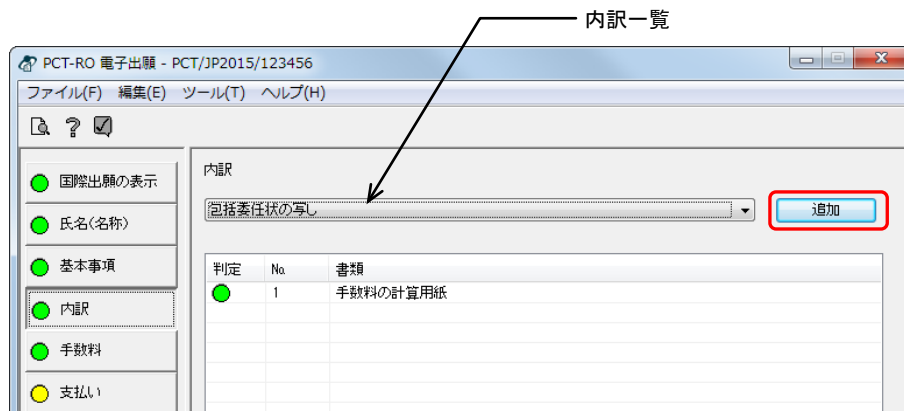 内訳一覧
PCT-RO 電子出願 - PCT/JP2015/123456
ファイル(F) 編集(E) ツール(T) ヘルプ(H)
国際出願の表示
氏名(名称)
基本事項
内訳
手数料
支払い
内訳
包括委任状の写し
追加
判定 No. 書類
1 手数料の計算用紙